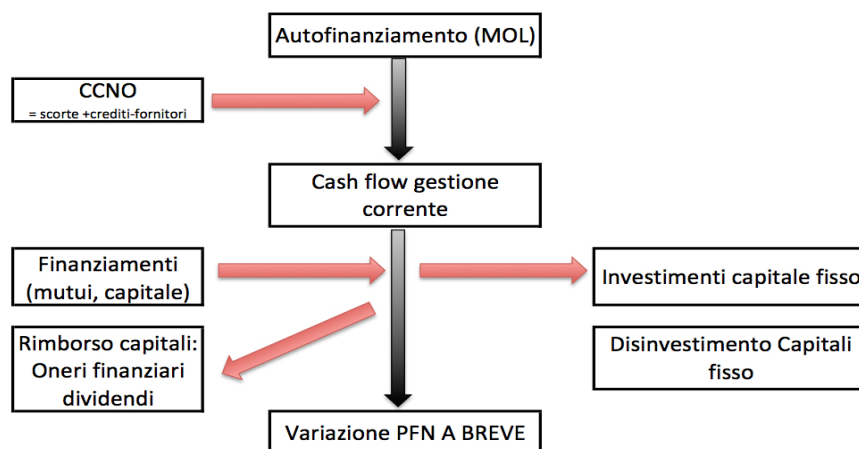 Autofinanziamento (MOL)
CCNO
= scorte +crediti-fornitori
Cash flow gestione
corrente
Finanziamenti
(mutui, capitale)
Investimenti capitale fisso
Rimborso capitali:
Oneri finanziari
dividendi
Disinvestimento Capitali
fisso
Variazione PFN A BREVE